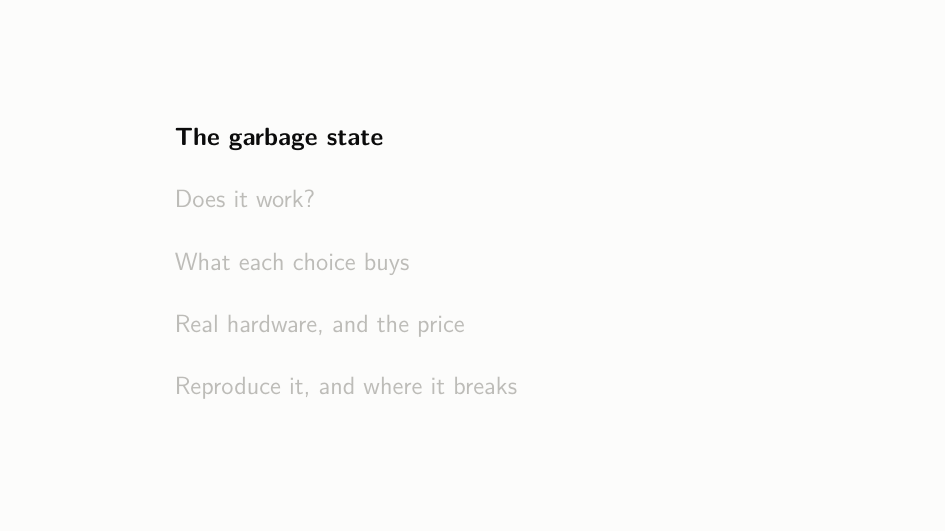 The garbage state
Does it work?
What each choice buys
Real hardware, and the price
Reproduce it, and where it breaks